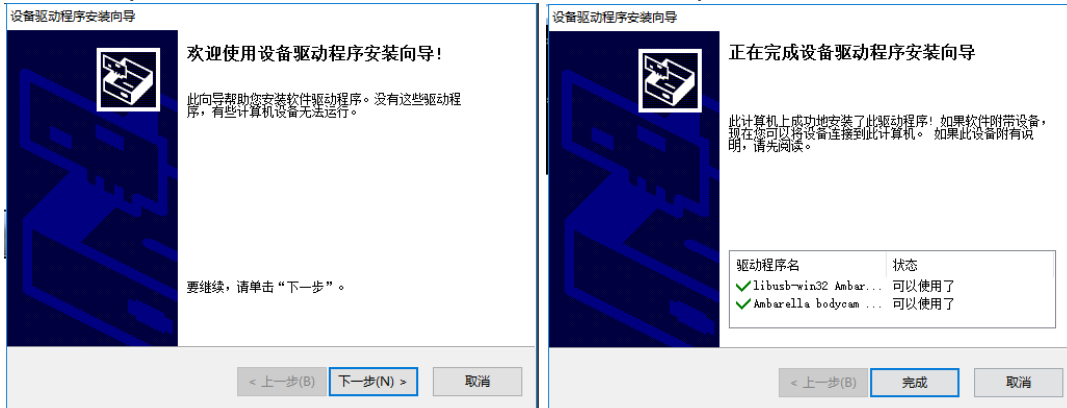 设备驱动程序安装向导
欢迎使用设备驱动程序安装向导!
此向导帮助您安装软件驱动程序。没有这些驱动程
序，有些计算机设备无法运行。
要继续，请单击“下一步”。
< 上一步(B)
下一步(N) >
取消
设备驱动程序安装向导
正在完成设备驱动程序安装向导
此计算机上成功地安装了此驱动程序! 如果软件附带设备，
现在您可以将设备连接到此计算机。 如果此设备附有说
明，请先阅读。
驱动程序名 状态
libusb-win32 Ambar... 可以使用了
Ambarella bodycam ... 可以使用了
< 上一步(B)
完成
取消